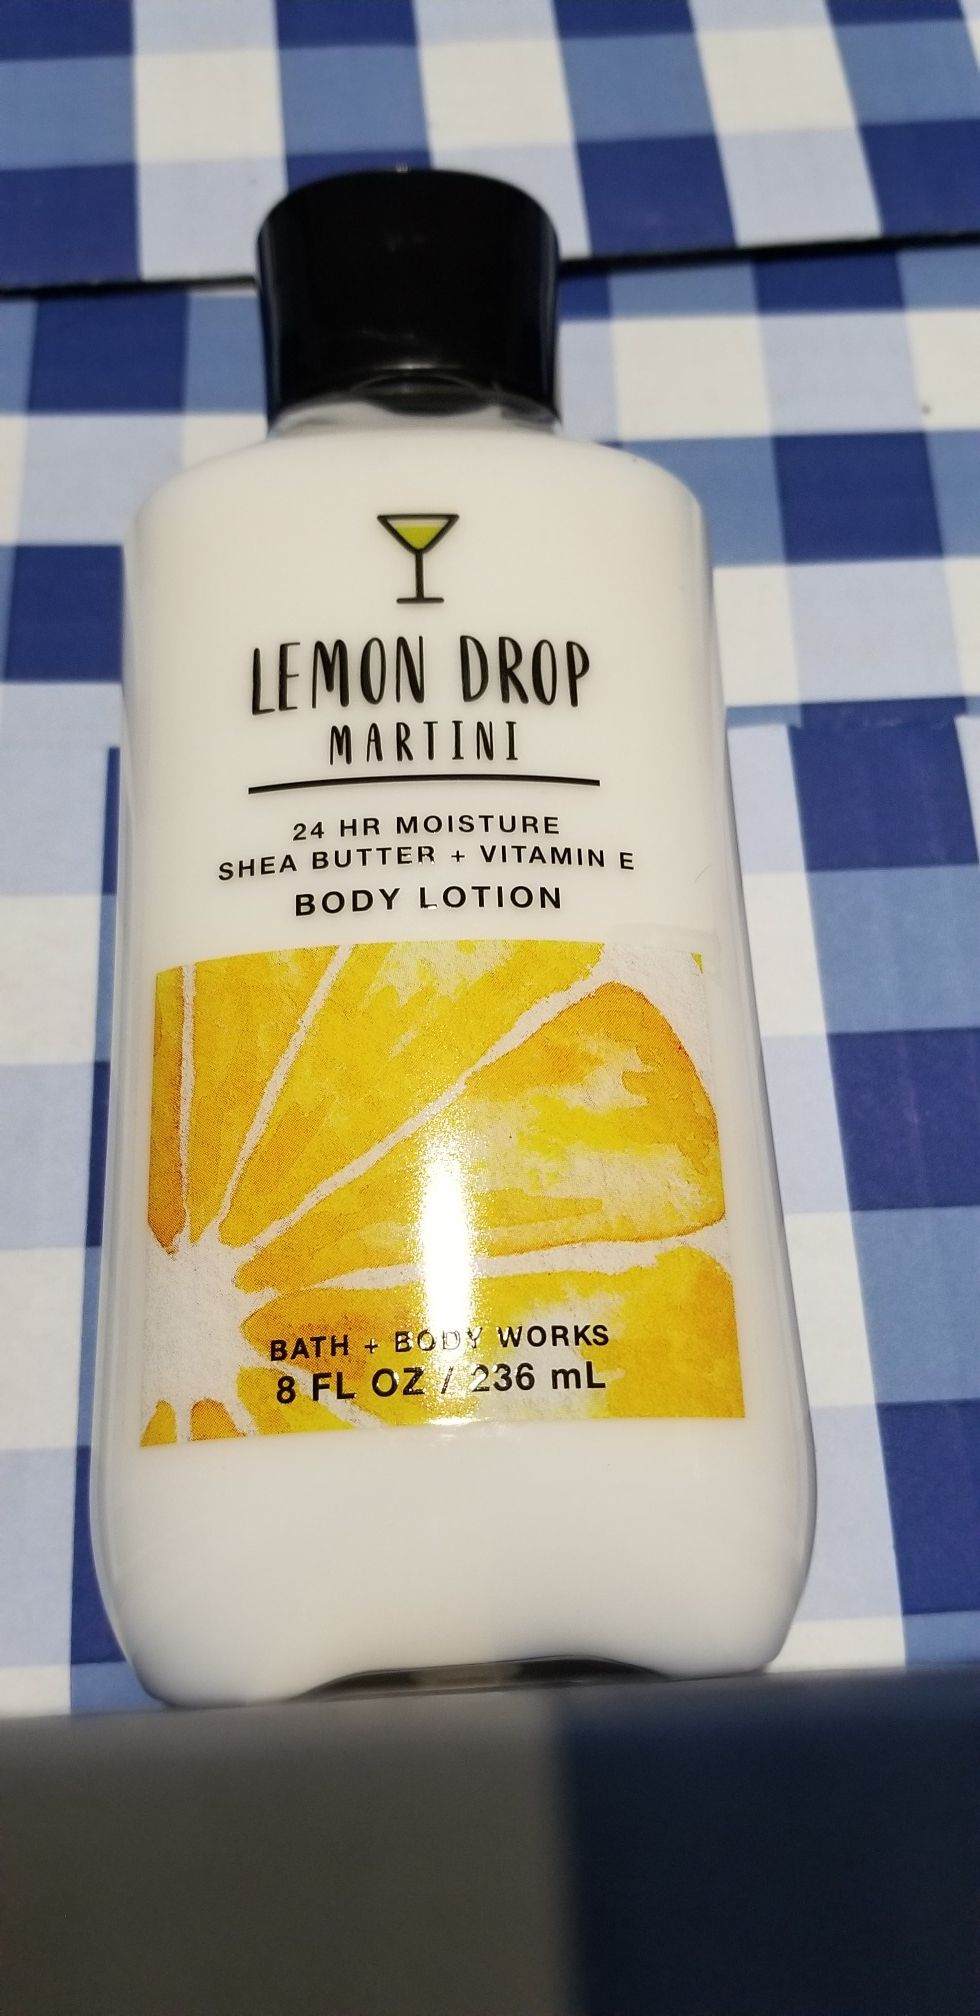 LEMON DROP
MARTINI
24 HR MOISTURE
SHEA BUTTER + VITAMIN E
BODY LOTION
BATH + BODY WORKS
8 FL OZ / 236 mL